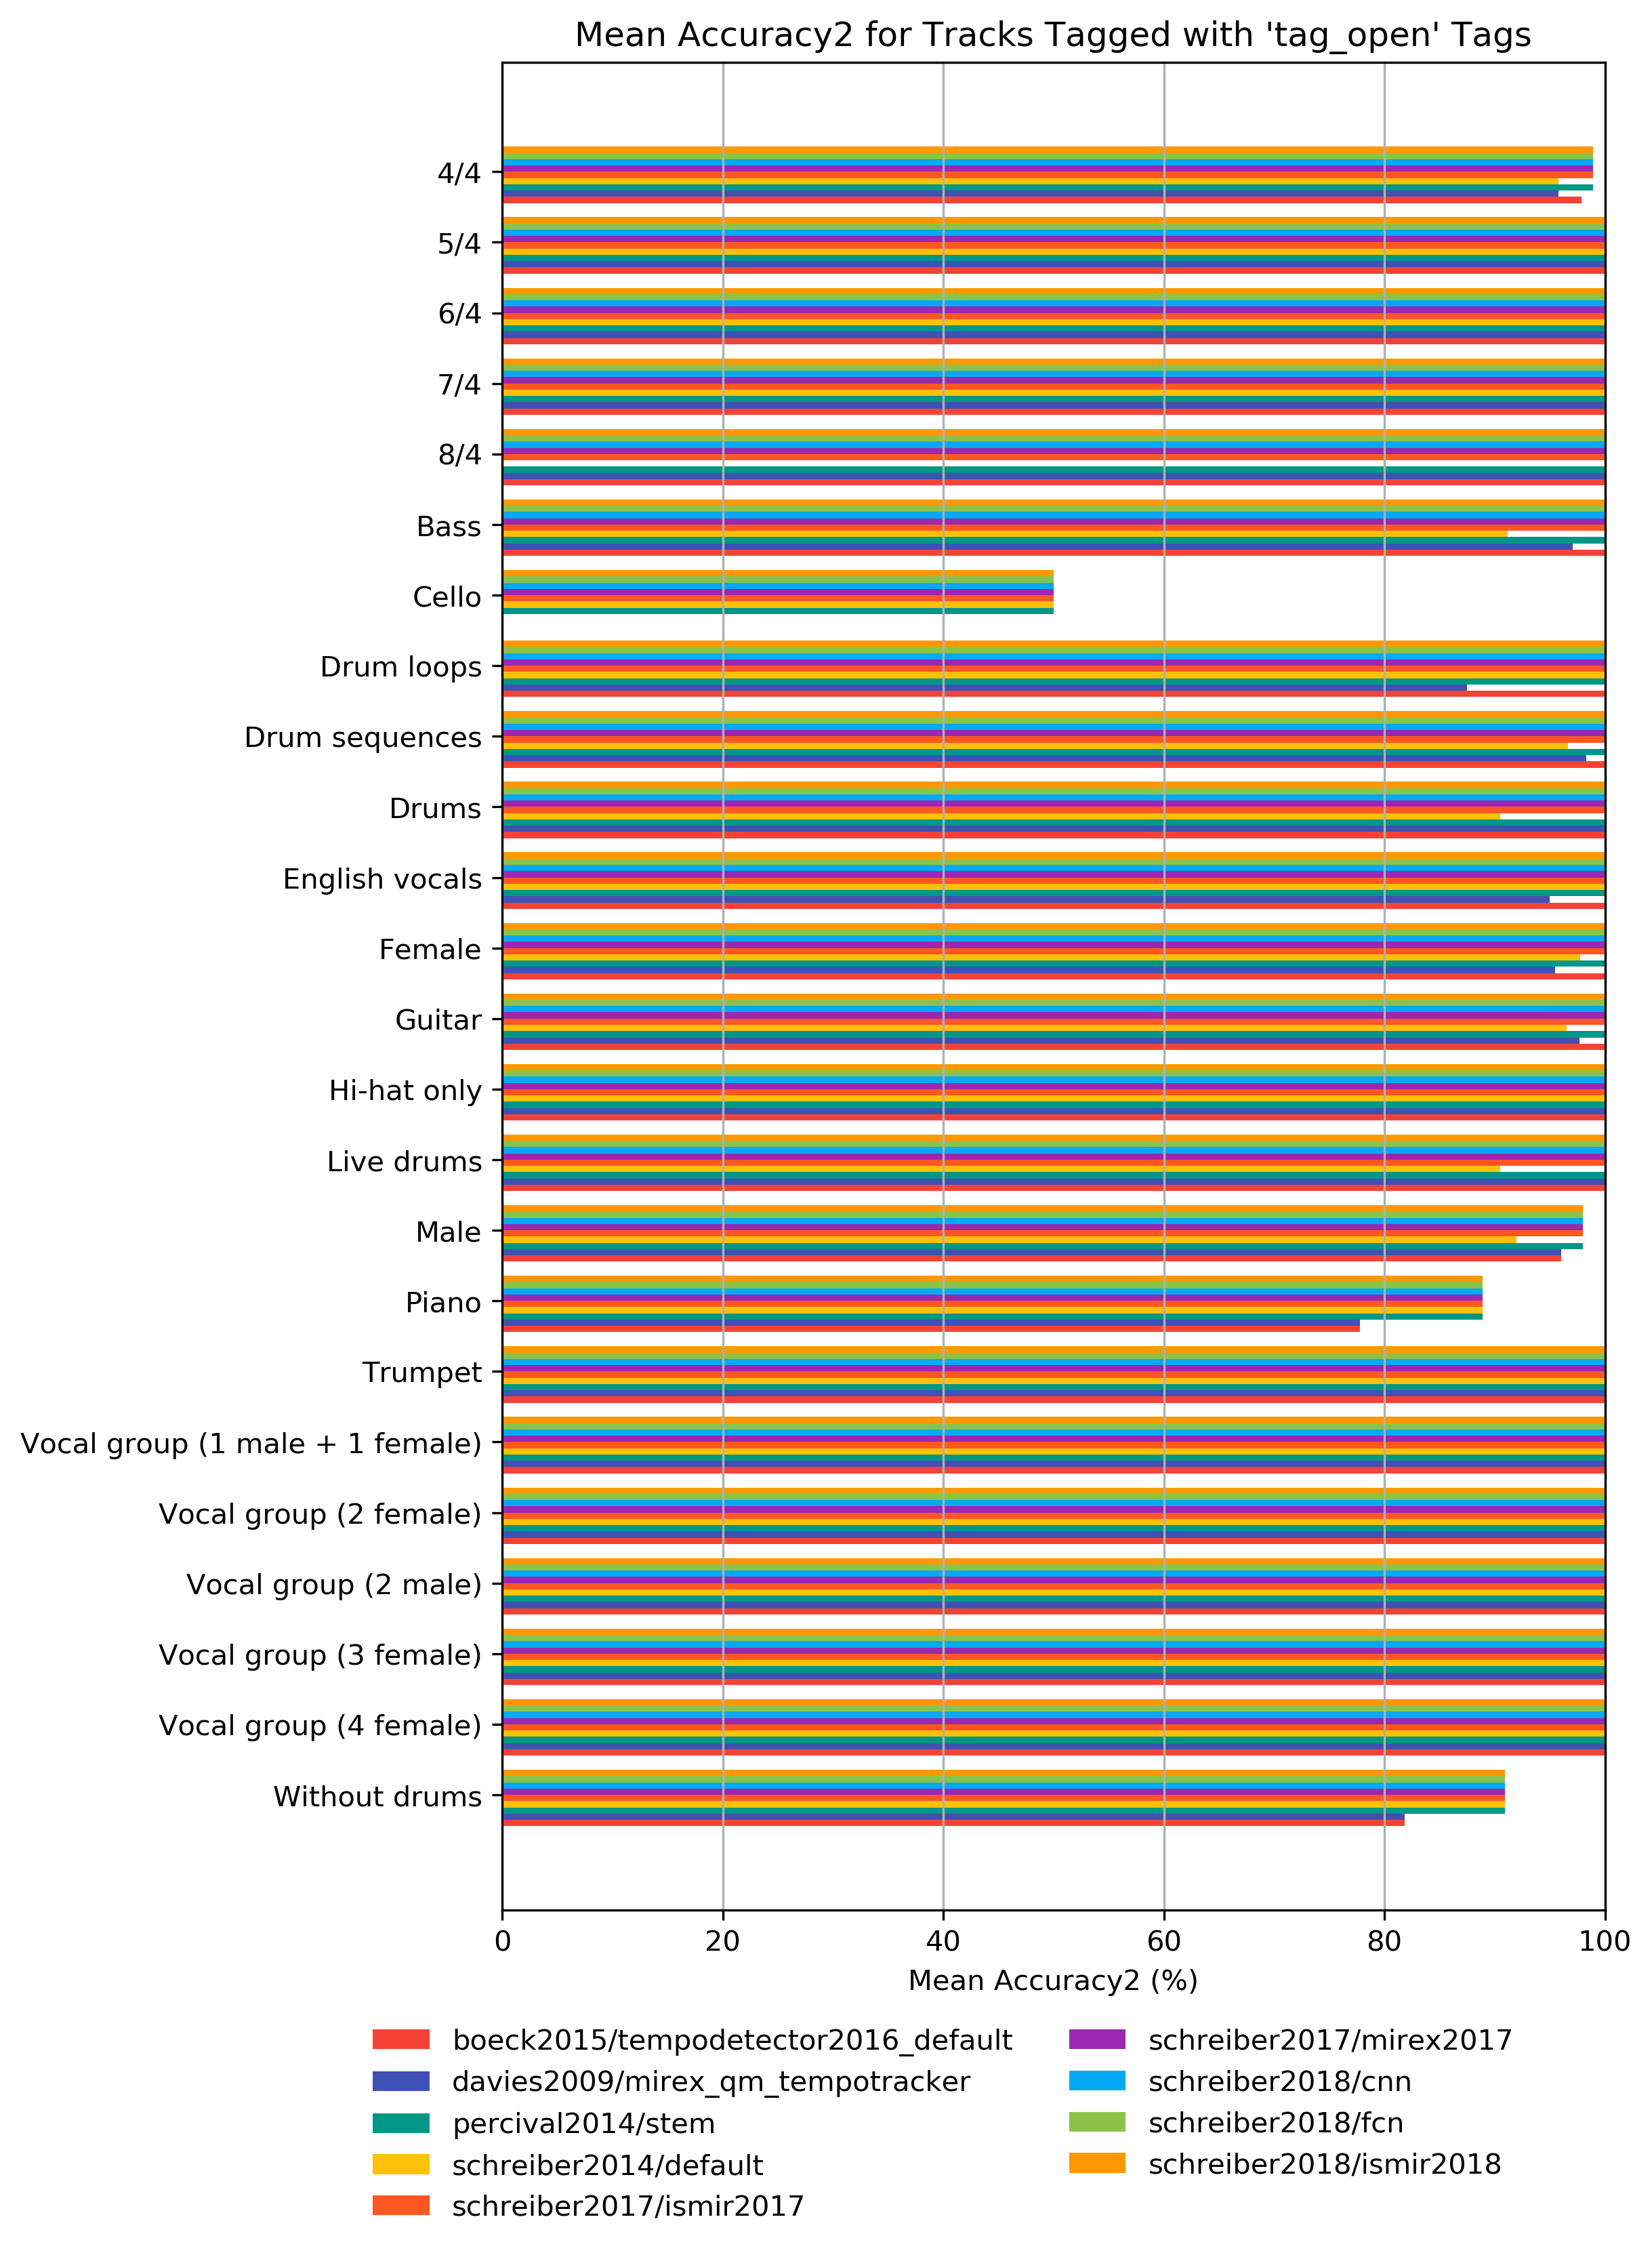 Mean Accuracy2 for Tracks Tagged with 'tag_open' Tags
4/4
5/4
6/4
7/4
8/4
Bass
Cello
Drum loops
Drum sequences
Drums
English vocals
Female
Guitar
Hi-hat only
Live drums
Male
Piano
Trumpet
Vocal group (1 male + 1 female)
Vocal group (2 female)
Vocal group (2 male)
Vocal group (3 female)
Vocal group (4 female)
Without drums
0 20 40 60 80 100
Mean Accuracy2 (%)
boeck2015/tempodetector2016_default
davies2009/mirex_qm_tempotracker
percival2014/stem
schreiber2014/default
schreiber2017/ismir2017
schreiber2017/mirex2017
schreiber2018/cnn
schreiber2018/fcn
schreiber2018/ismir2018